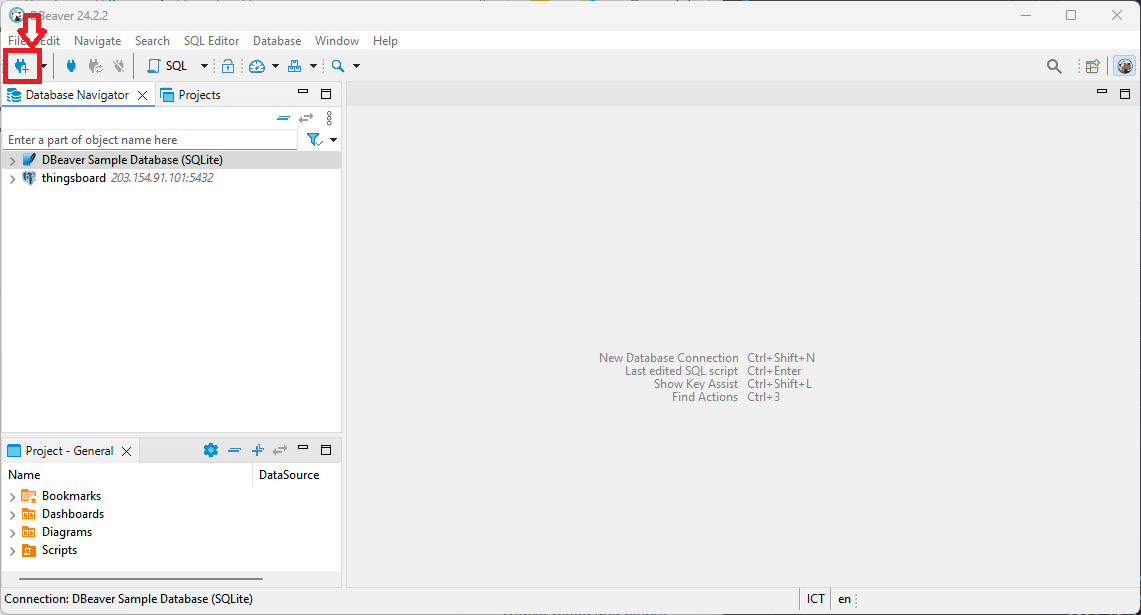 DBeaver 24.2.2
File Edit Navigate Search SQL Editor Database Window Help
SQL
Database Navigator Projects
Enter a part of object name here
DBeaver Sample Database (SQLite)
thingsboard 203.154.91.101:5432
New Database Connection Ctrl+Shift+N
Last edited SQL script Ctrl+Enter
Show Key Assist Ctrl+Shift+L
Find Actions Ctrl+3
Project - General
Name DataSource
Bookmarks
Dashboards
Diagrams
Scripts
Connection: DBeaver Sample Database (SQLite) ICT en